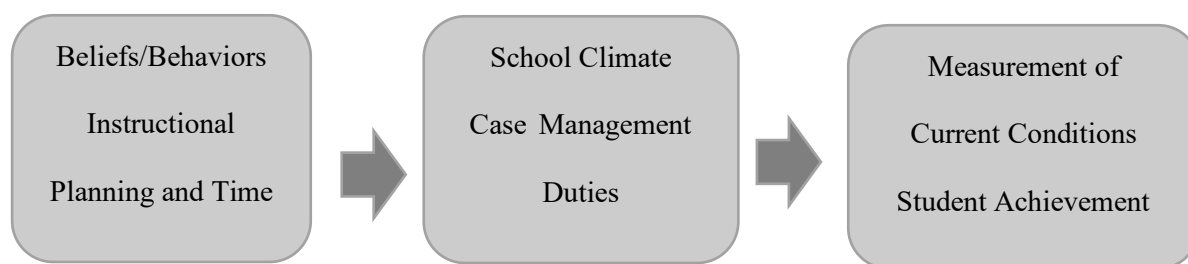 Beliefs/Behaviors
Instructional
Planning and Time
School Climate
Case Management
Duties
Measurement of
Current Conditions
Student Achievement